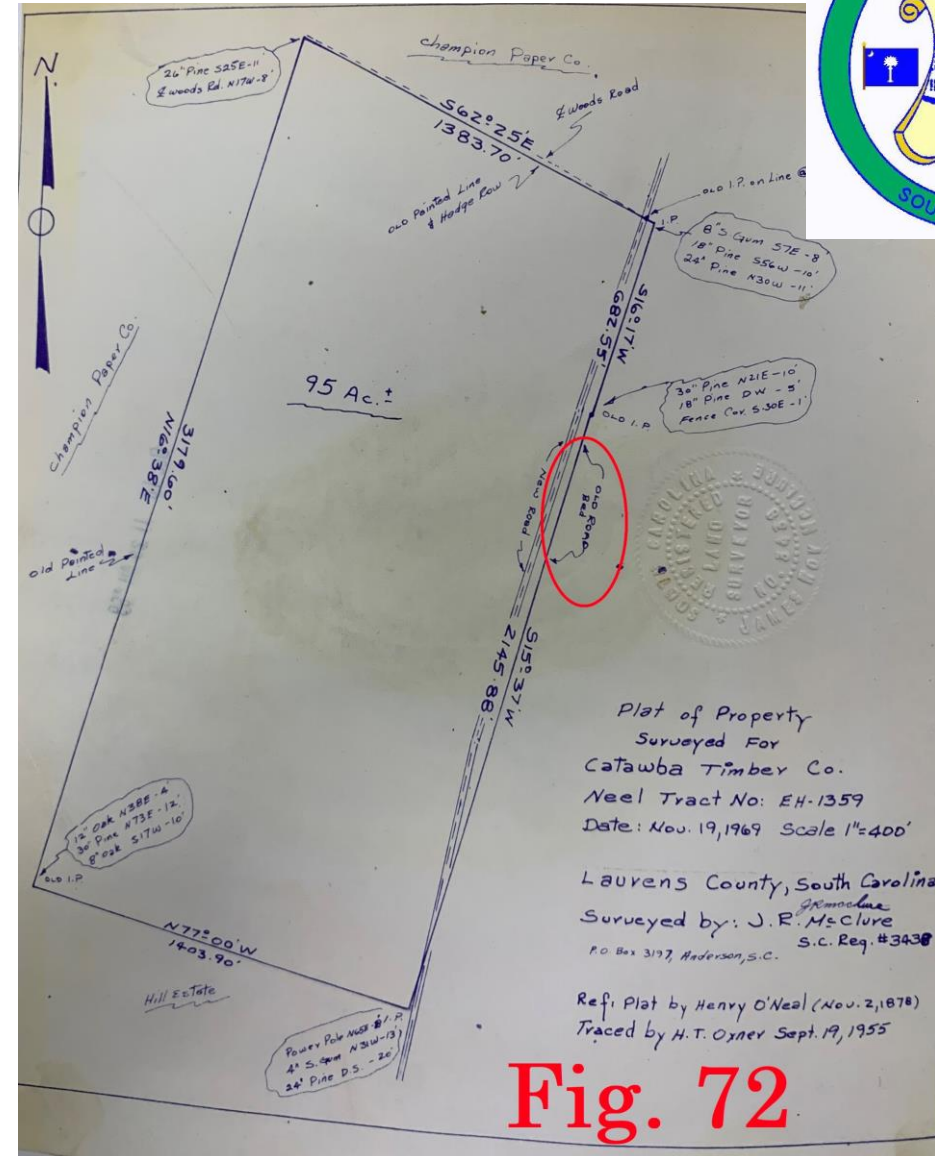 N.
26" Pine S25E-11'
℄ woods Rd. N17W-8'
Champion Paper Co.
S62°25'E
1383.70'
℄ Woods Road
OLD Painted Line
& Hedge Row
OLD I.P. on Line @
I.P.
8" S. Gum S7E-8'
18" Pine S56W-10'
24" Pine N30W-11'
S16°17'W
682.55'
30" Pine N21E-10'
18" Pine DW-5'
Fence Cor. S30E-1'
OLD I.P.
95 Ac.±
Champion Paper Co.
3179.60'
N16°38'E
Old Painted
Line
New Road
OLD ROAD
Bed
CAROLINA
REGISTERED
LAND
SURVEYOR
S15°37'W
2145.88'
Plat of Property
Surveyed For
Catawba Timber Co.
Neel Tract No: EH-1359
Date: Nov. 19, 1969 Scale 1"=400'
Laurens County, South Carolina
Surveyed by: J. R. McClure
S.C. Reg. #3438
P.O. Box 3197, Anderson, S.C.
Ref: Plat by Henry O'Neal (Nov. 2, 1878)
Traced by H. T. Oxner Sept. 19, 1955
12" Oak N38E-4'
30" Pine N73E-12'
8" Oak S17W-10'
OLD I.P.
N77°00'W
1403.90'
Hill Estate
Power Pole
I.P.
4" S. Gum N31W-13'
24" Pine D.S.-20'
SOU
Fig. 72